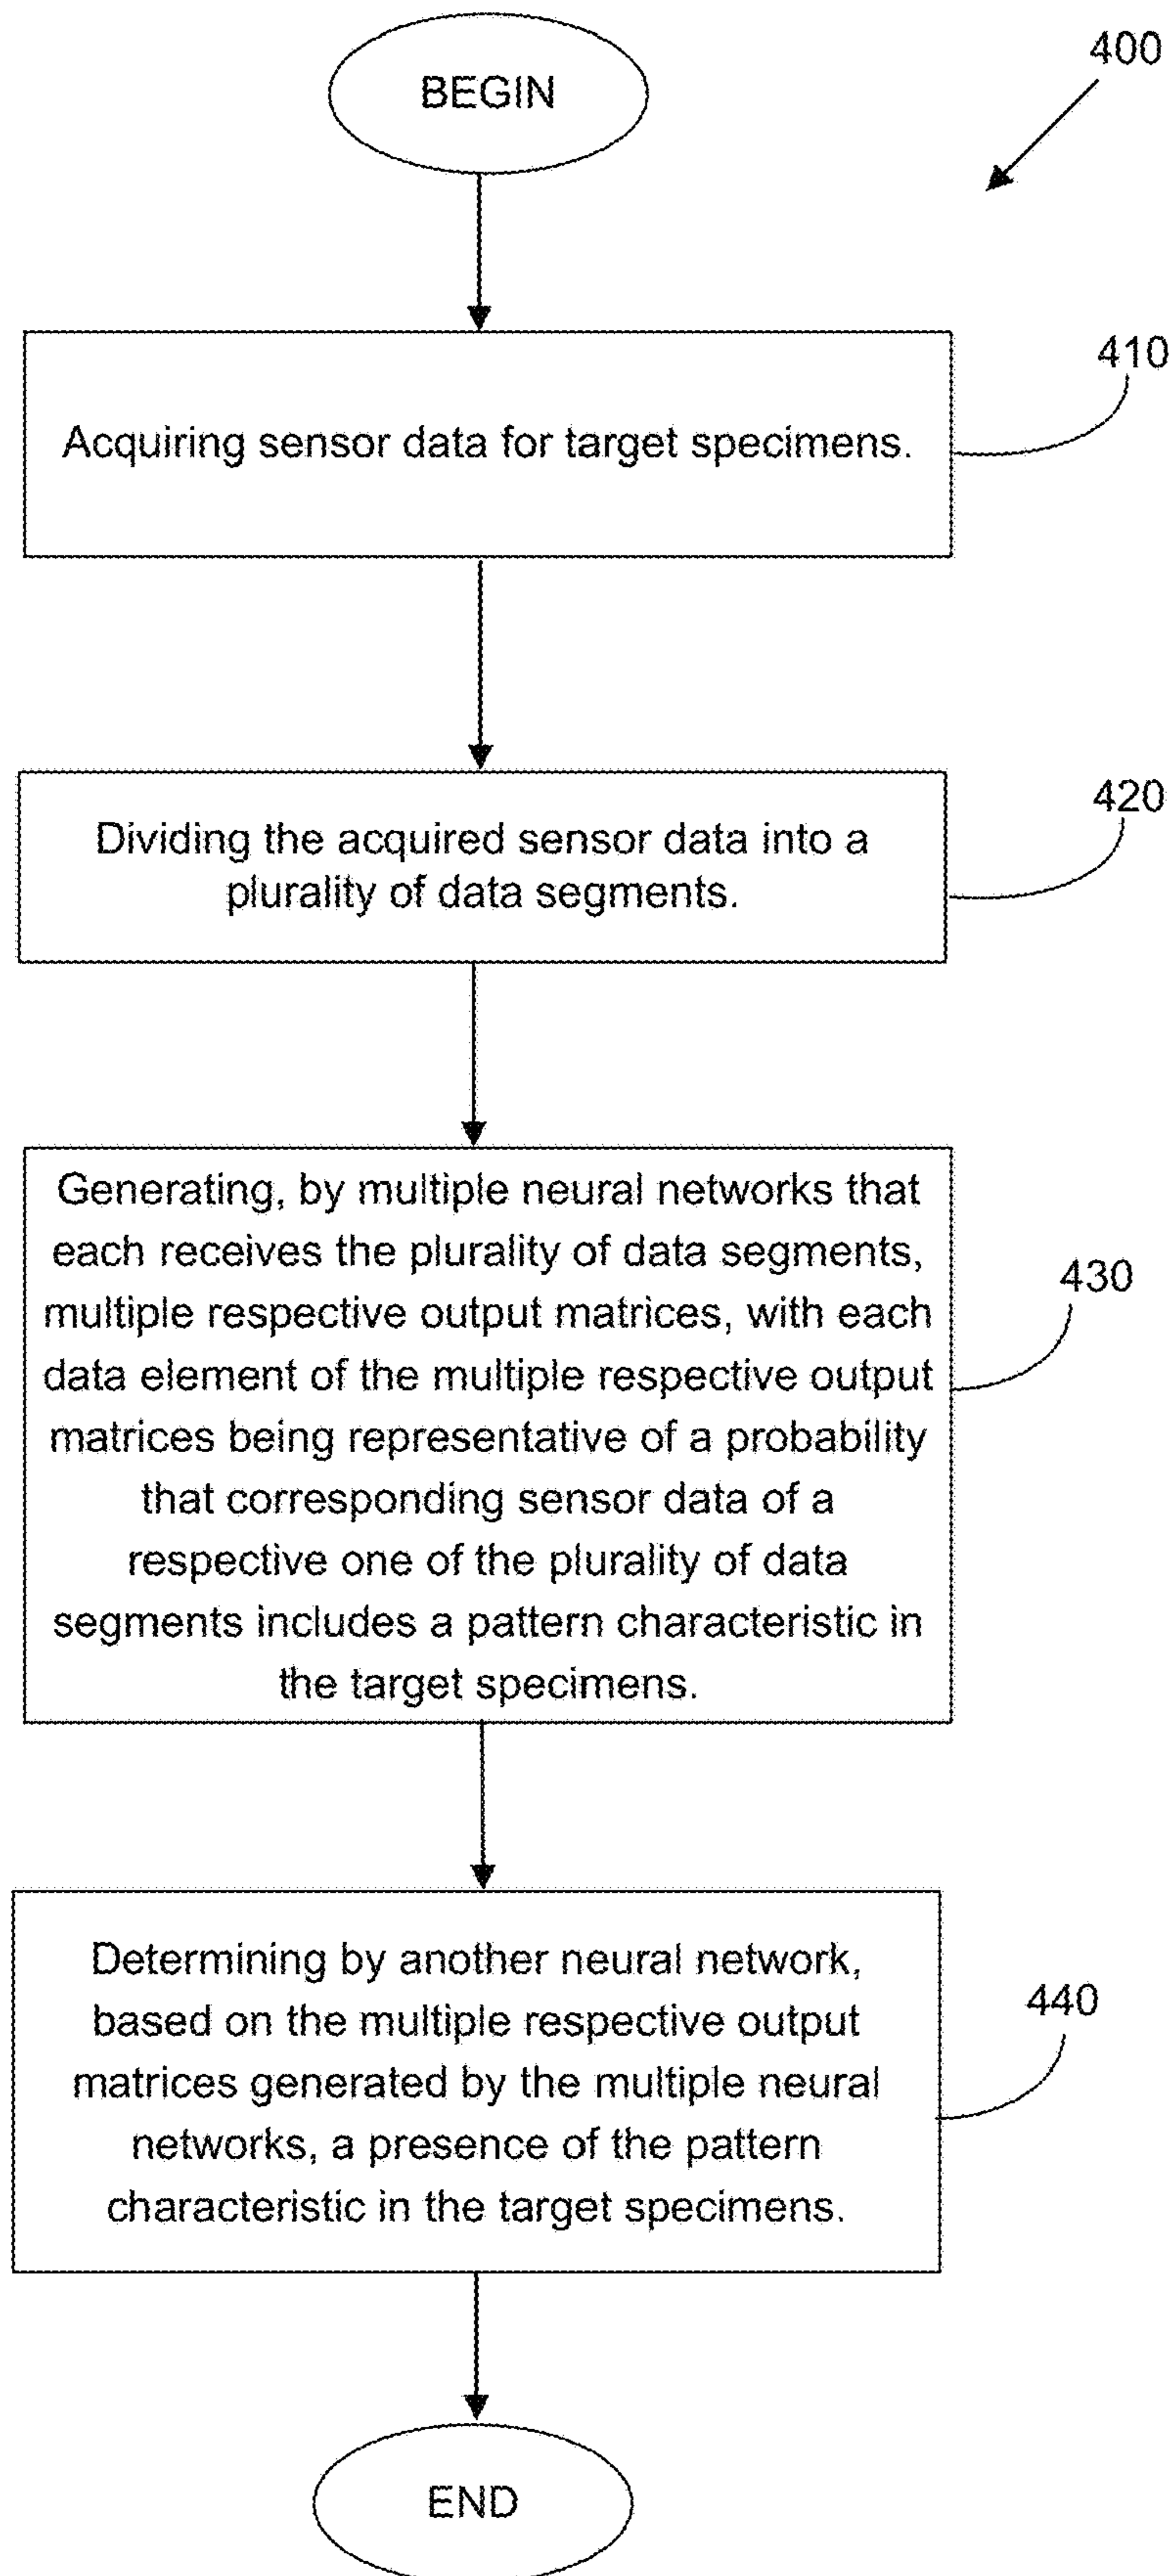 BEGIN
400
Acquiring sensor data for target specimens.
410
Dividing the acquired sensor data into a
plurality of data segments.
420
Generating, by multiple neural networks that
each receives the plurality of data segments,
multiple respective output matrices, with each
data element of the multiple respective output
matrices being representative of a probability
that corresponding sensor data of a
respective one of the plurality of data
segments includes a pattern characteristic in
the target specimens.
430
Determining by another neural network,
based on the multiple respective output
matrices generated by the multiple neural
networks, a presence of the pattern
characteristic in the target specimens.
440
END